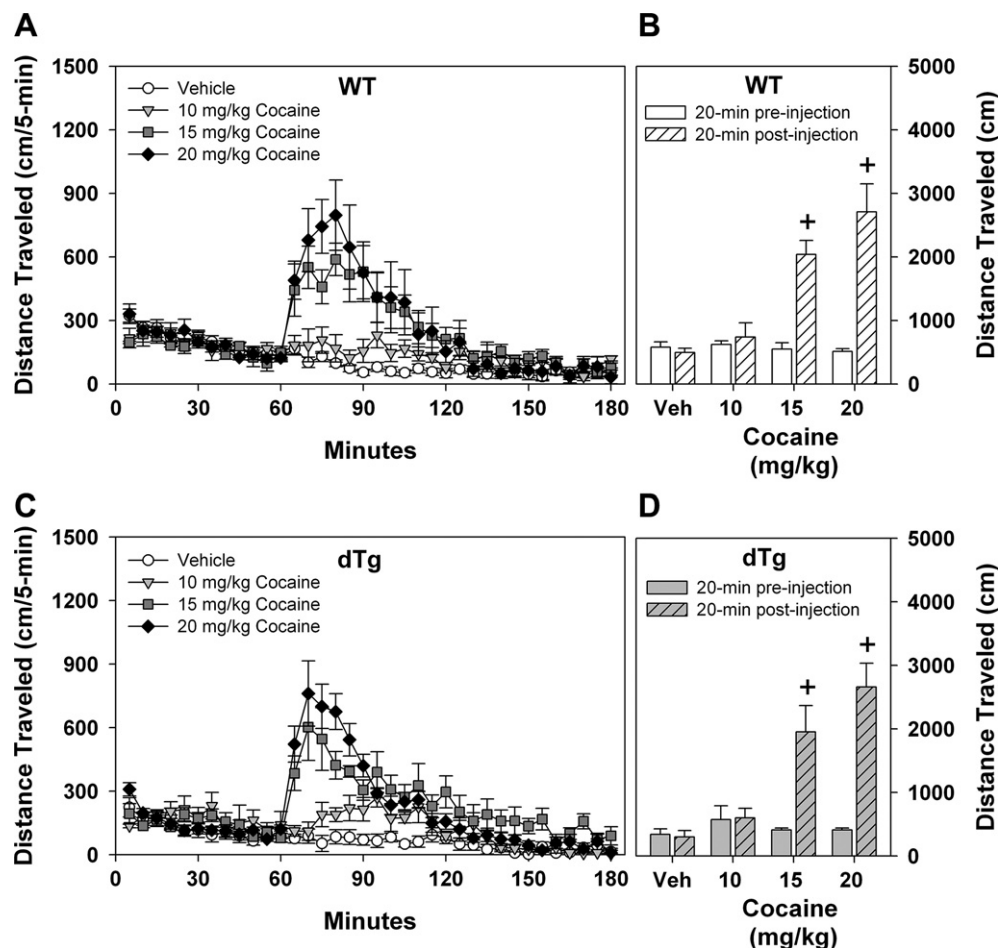 A
Distance Traveled (cm/5-min)
1500
1200
900
600
300
0
WT
Vehicle
10 mg/kg Cocaine
15 mg/kg Cocaine
20 mg/kg Cocaine
0 30 60 90 120 150 180
Minutes
B
WT
20-min pre-injection
20-min post-injection
+
+
5000
4000
3000
2000
1000
0
Distance Traveled (cm)
Veh 10 15 20
Cocaine
(mg/kg)
C
Distance Traveled (cm/5-min)
1500
1200
900
600
300
0
dTg
Vehicle
10 mg/kg Cocaine
15 mg/kg Cocaine
20 mg/kg Cocaine
0 30 60 90 120 150 180
Minutes
D
dTg
20-min pre-injection
20-min post-injection
+
+
5000
4000
3000
2000
1000
0
Distance Traveled (cm)
Veh 10 15 20
Cocaine
(mg/kg)